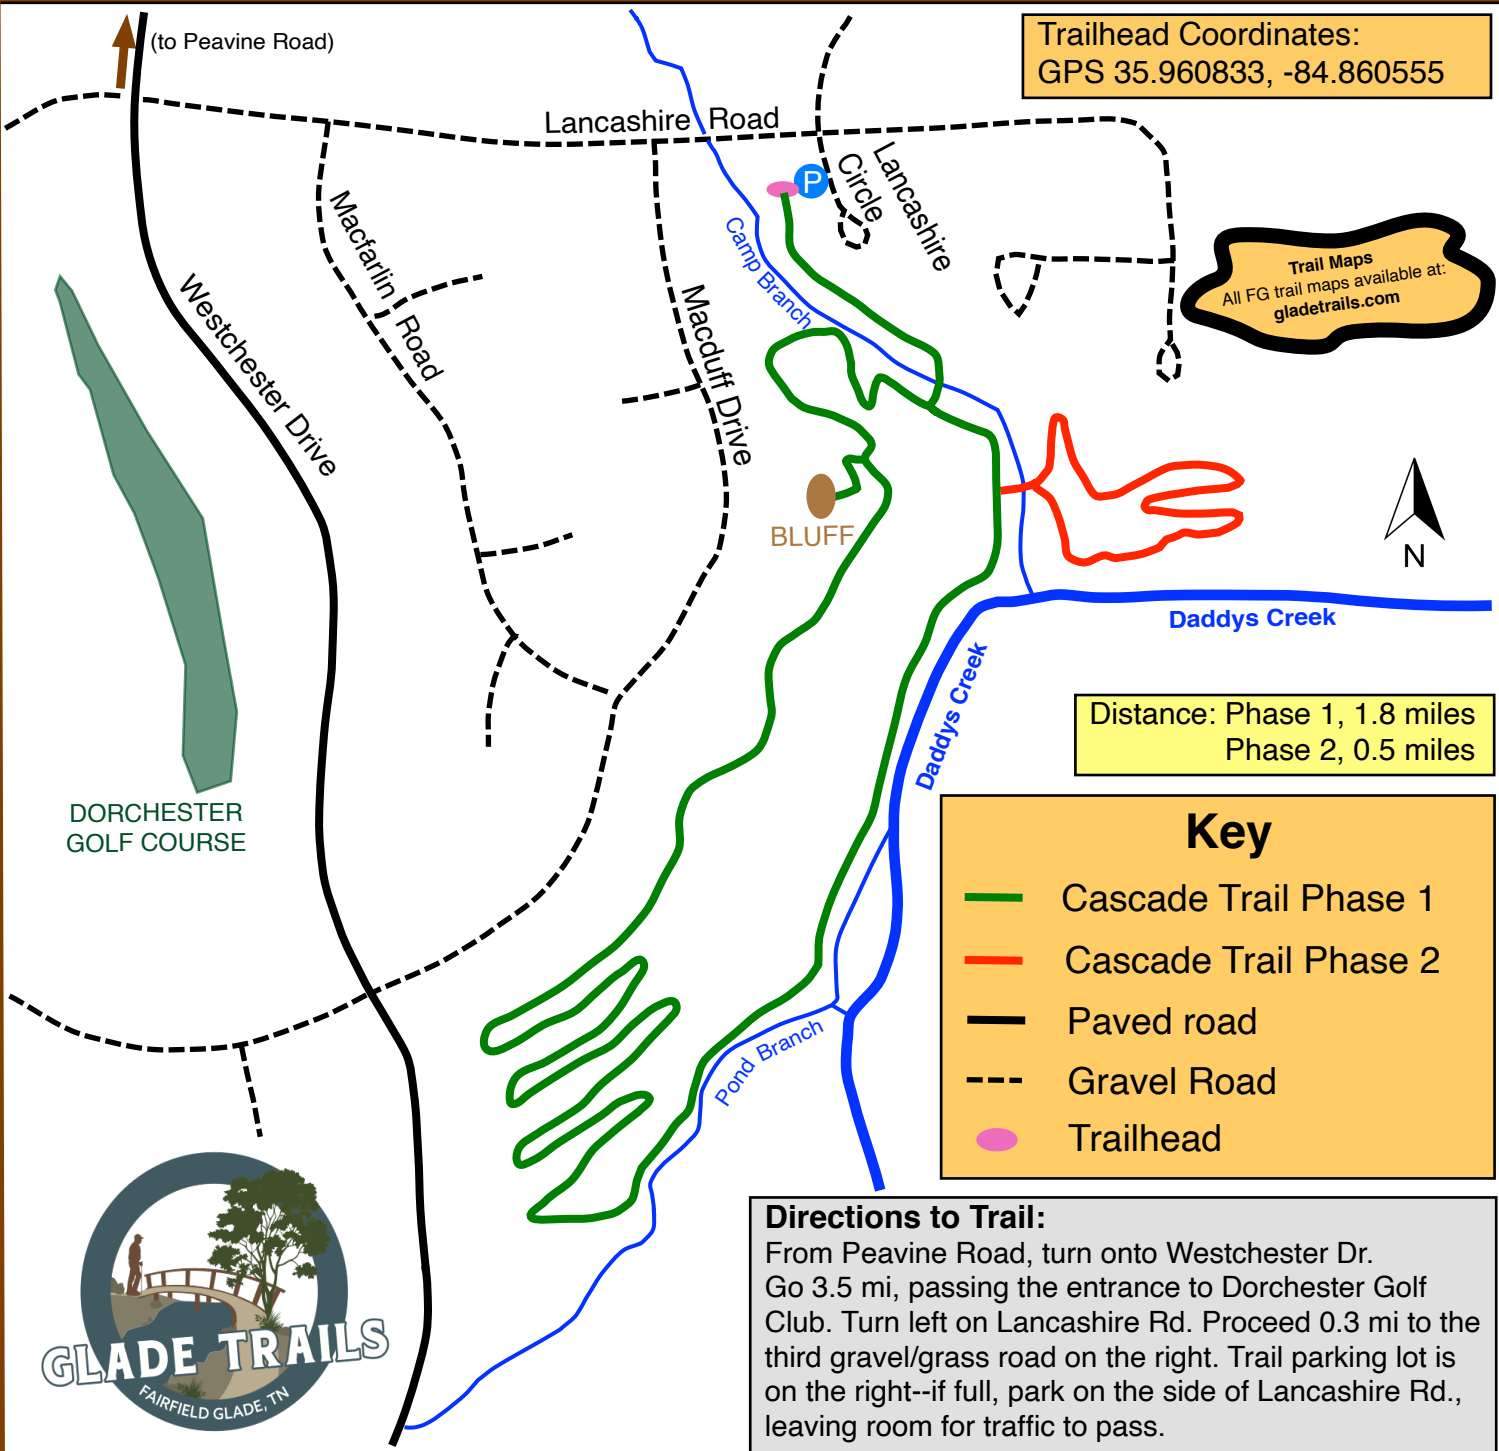 (to Peavine Road)
Trailhead Coordinates:
GPS 35.960833, -84.860555
Lancashire Road
P
Lancashire
Circle
Macfarlin
Road
Camp Branch
Westchester Drive
Macduff Drive
Trail Maps
All FG trail maps available at:
gladetrails.com
BLUFF
N
Daddys Creek
Daddys Creek
Distance: Phase 1, 1.8 miles
Phase 2, 0.5 miles
DORCHESTER
GOLF COURSE
Key
Cascade Trail Phase 1
Cascade Trail Phase 2
Paved road
Gravel Road
Trailhead
Pond Branch
GLADE TRAILS
FAIRFIELD GLADE, TN
Directions to Trail:
From Peavine Road, turn onto Westchester Dr.
Go 3.5 mi, passing the entrance to Dorchester Golf
Club. Turn left on Lancashire Rd. Proceed 0.3 mi to the
third gravel/grass road on the right. Trail parking lot is
on the right--if full, park on the side of Lancashire Rd.,
leaving room for traffic to pass.